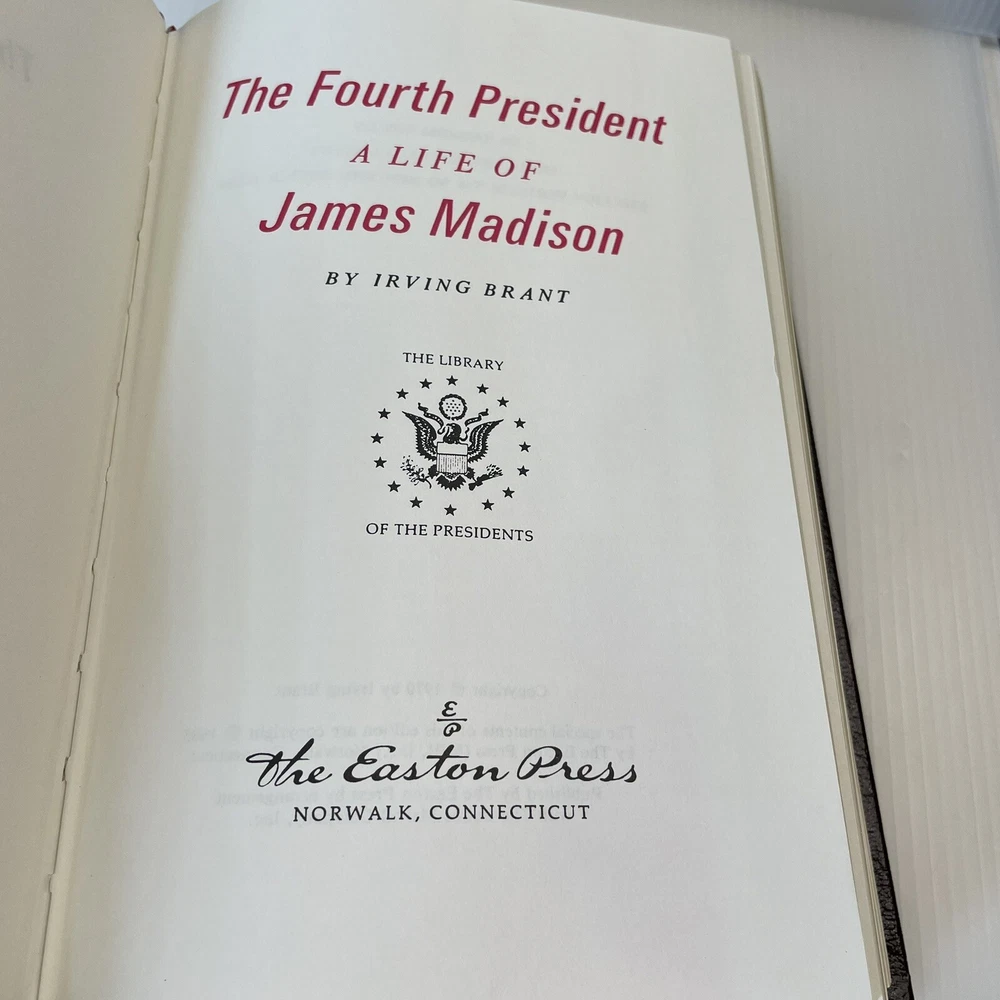 The Fourth President
A LIFE OF
James Madison
BY IRVING BRANT
THE LIBRARY
OF THE PRESIDENTS
E
P
The Easton Press
NORWALK, CONNECTICUT